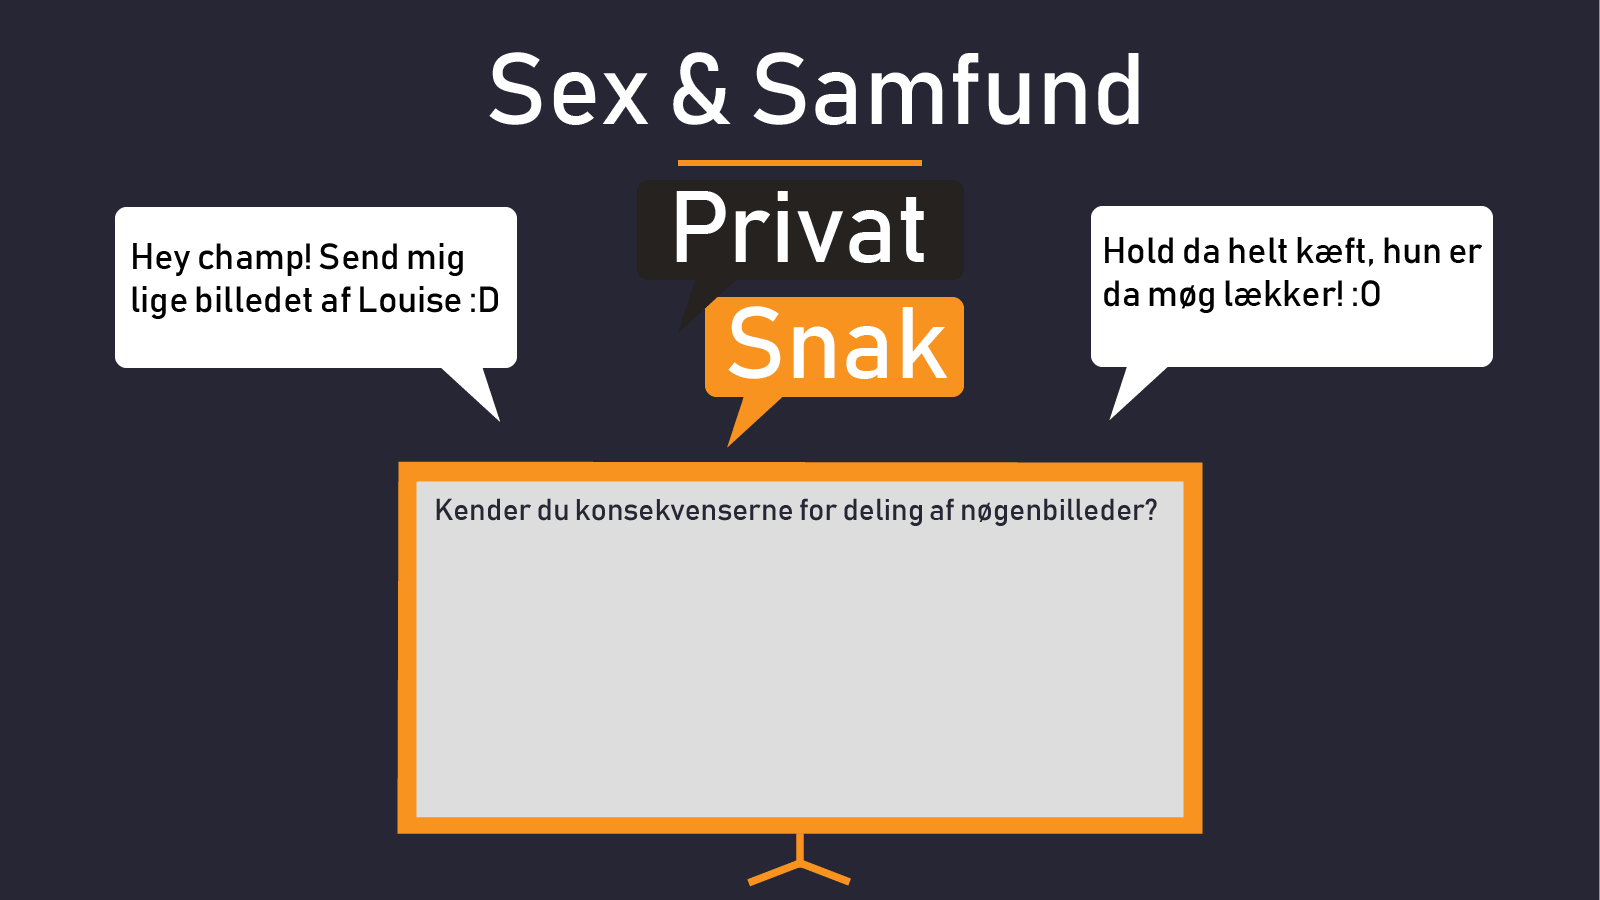 Sex & Samfund
Privat
Snak
Hey champ! Send mig
lige billedet af Louise :D
Hold da helt kæft, hun er
da møg lækker! :O
Kender du konsekvenserne for deling af nøgenbilleder?